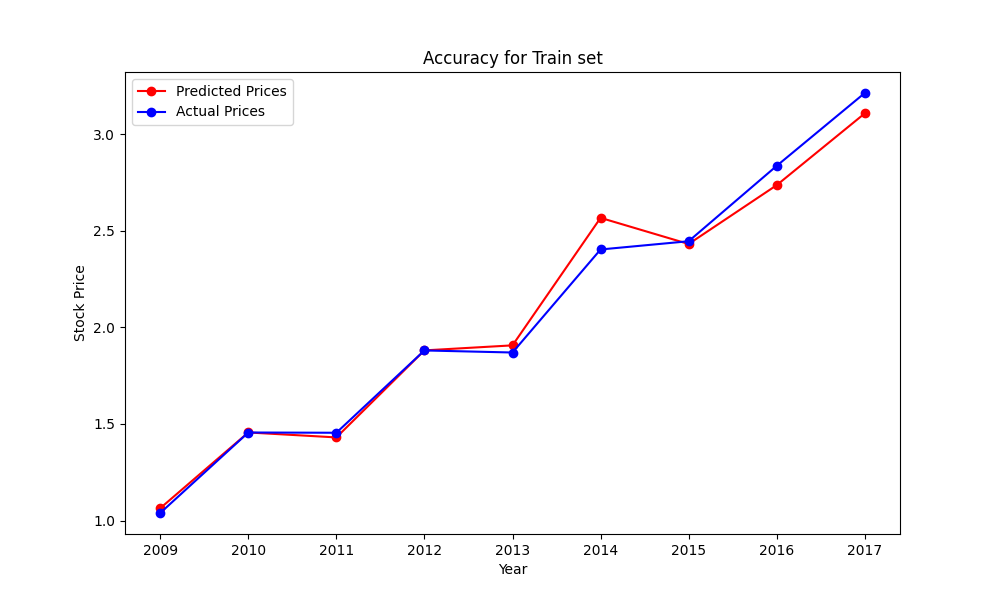 Accuracy for Train set
Predicted Prices
Actual Prices
Stock Price
3.0
2.5
2.0
1.5
1.0
2009 2010 2011 2012 2013 2014 2015 2016 2017
Year